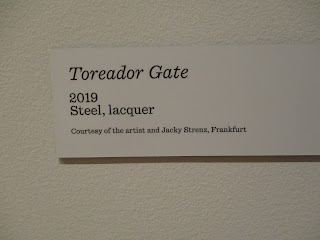 Toreador Gate
2019
Steel, lacquer
Courtesy of the artist and Jacky Strenz, Frankfurt